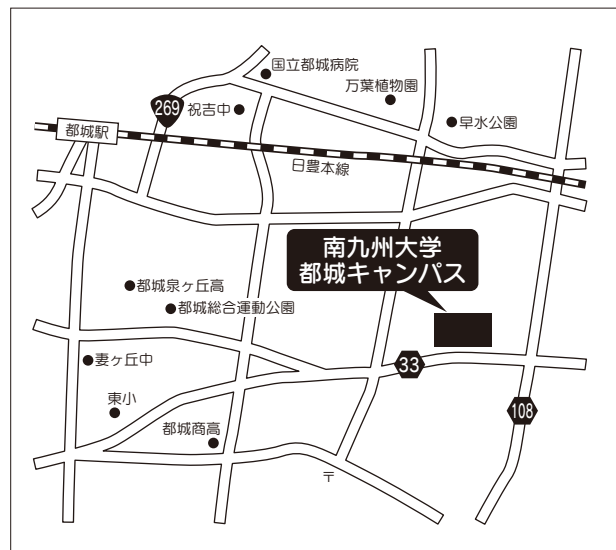 国立都城病院
万葉植物園
269
祝吉中
早水公園
都城駅
日豊本線
南九州大学
都城キャンパス
都城泉ヶ丘高
都城総合運動公園
妻ヶ丘中
33
東小
108
都城商高
〒